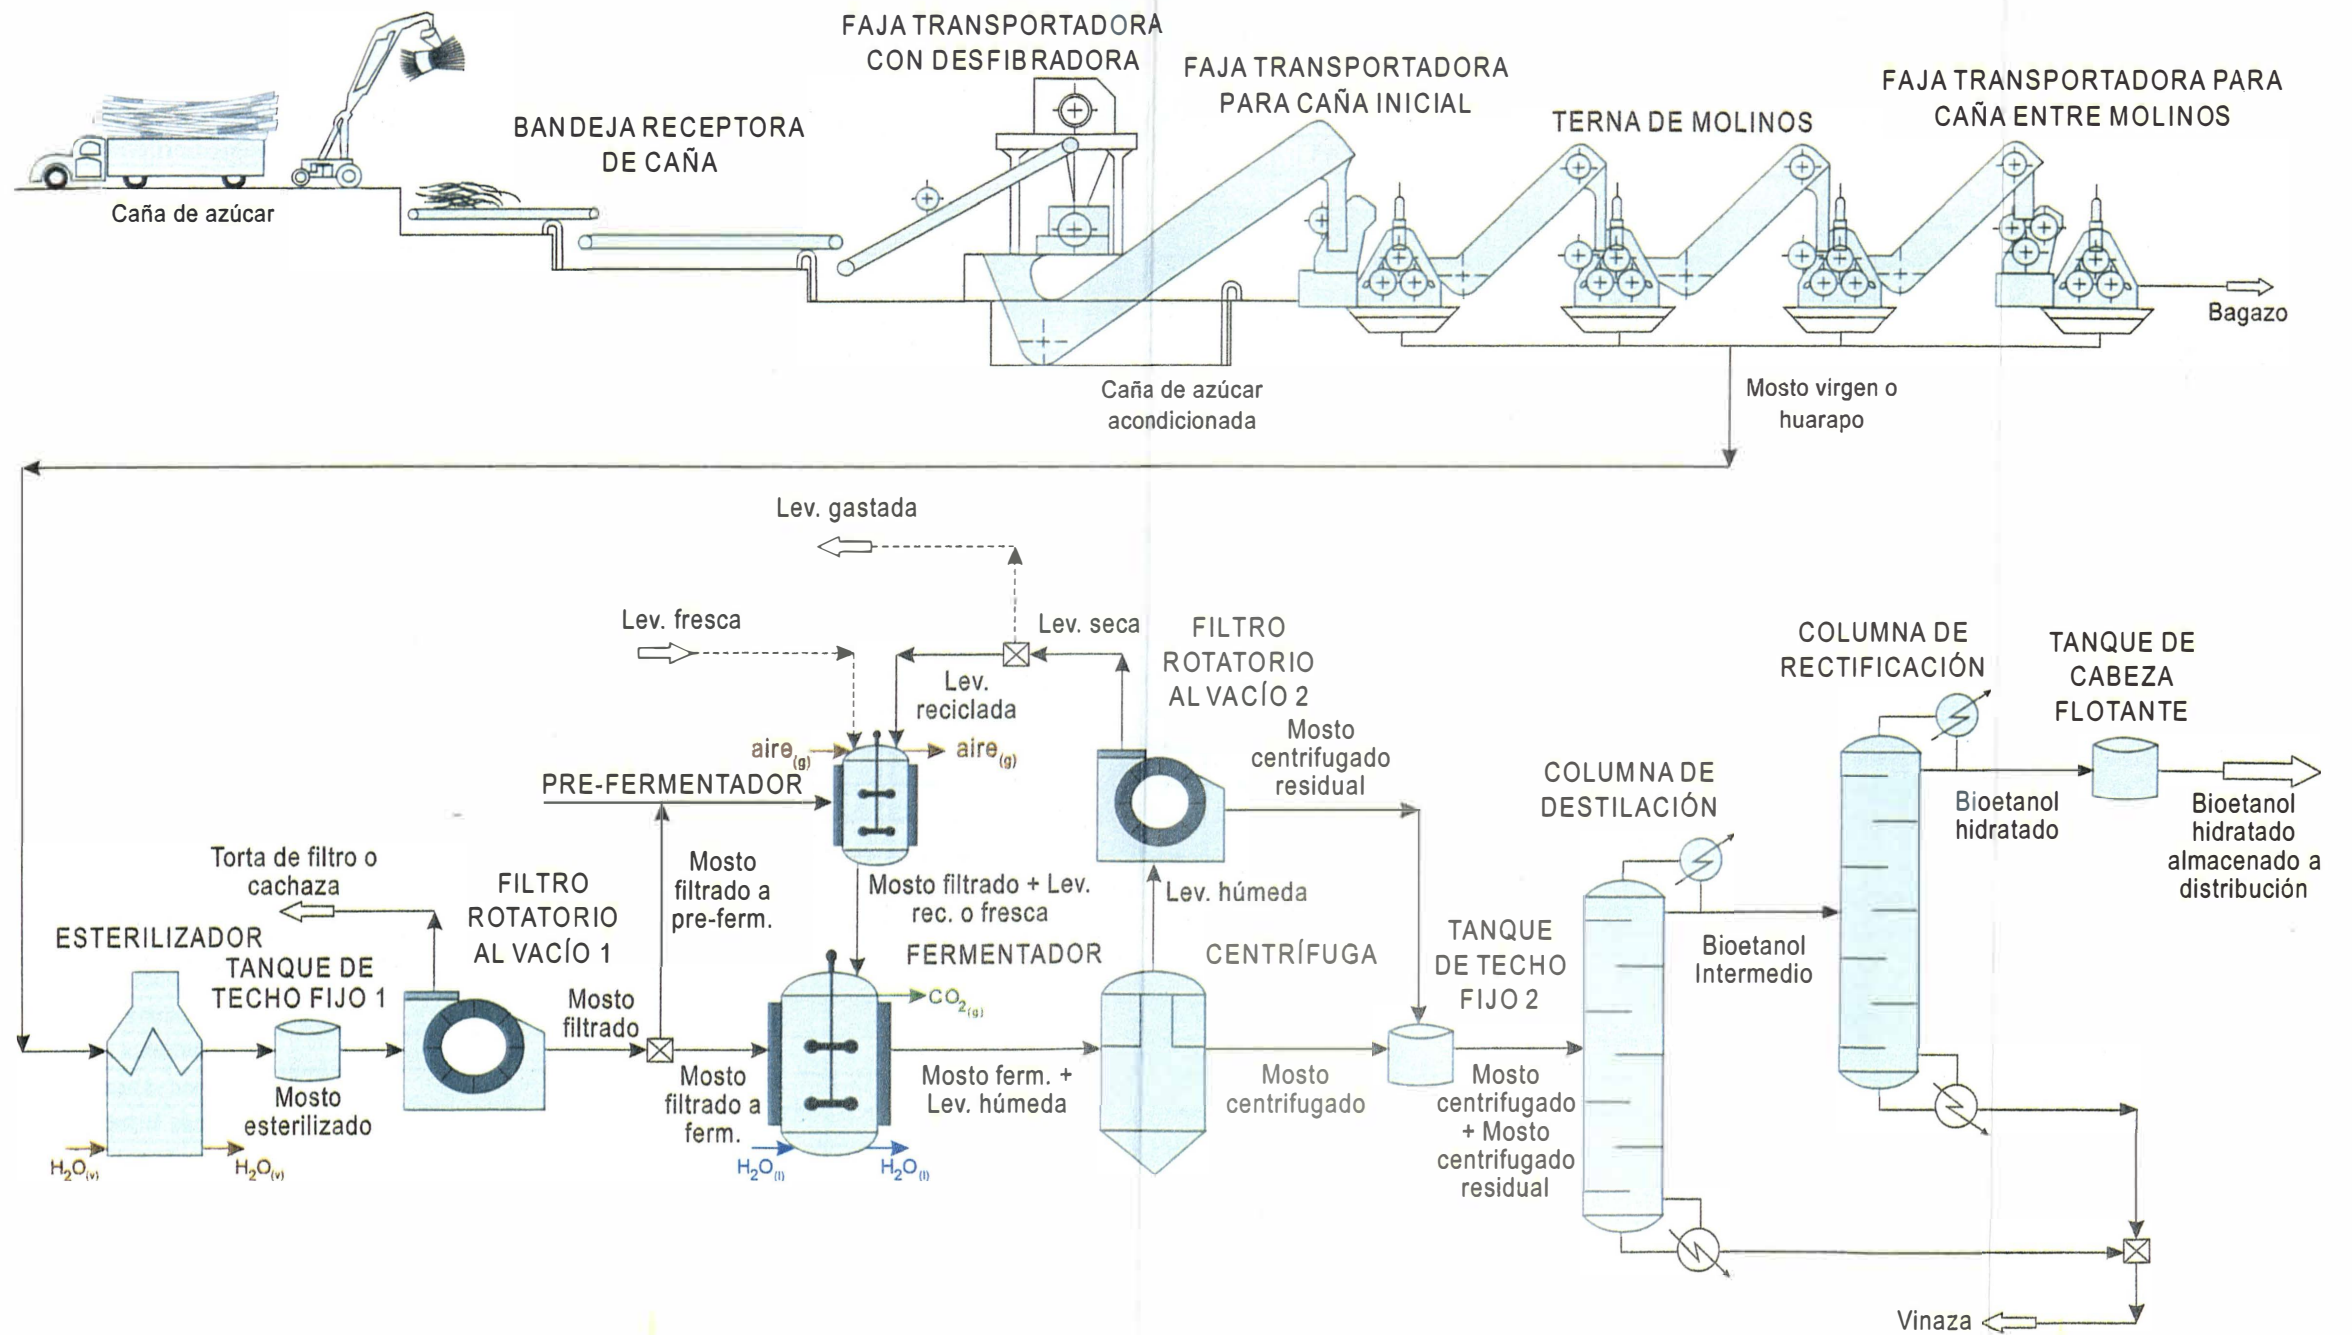 FAJA TRANSPORTADORA
CON DESFIBRADORA
FAJA TRANSPORTADORA
PARA CAÑA INICIAL
FAJA TRANSPORTADORA PARA
CAÑA ENTRE MOLINOS
BANDEJA RECEPTORA
DE CAÑA
TERNA DE MOLINOS
Caña de azúcar
Bagazo
Caña de azúcar
acondicionada
Mosto virgen o
huarapo
Lev. gastada
Lev. fresca
Lev. seca
Lev.
reciclada
FILTRO
ROTATORIO
AL VACÍO 2
COLUMNA DE
RECTIFICACIÓN
TANQUE DE
CABEZA
FLOTANTE
aire(g)
aire(g)
Mosto
centrifugado
residual
PRE-FERMENTADOR
COLUMNA DE
DESTILACIÓN
Bioetanol
hidratado
Bioetanol
hidratado
almacenado a
distribución
Torta de filtro o
cachaza
FILTRO
ROTATORIO
AL VACÍO 1
Mosto
filtrado a
pre-ferm.
Mosto filtrado + Lev.
rec. o fresca
Lev. húmeda
ESTERILIZADOR
TANQUE DE
TECHO FIJO 1
Mosto
filtrado
FERMENTADOR
CENTRÍFUGA
TANQUE
DE TECHO
FIJO 2
Bioetanol
Intermedio
CO2(g)
Mosto
esterilizado
Mosto
filtrado a
ferm.
Mosto ferm. +
Lev. húmeda
Mosto
centrifugado
Mosto
centrifugado
+ Mosto
centrifugado
residual
H2O(v)
H2O(v)
H2O(l)
H2O(l)
Vinaza